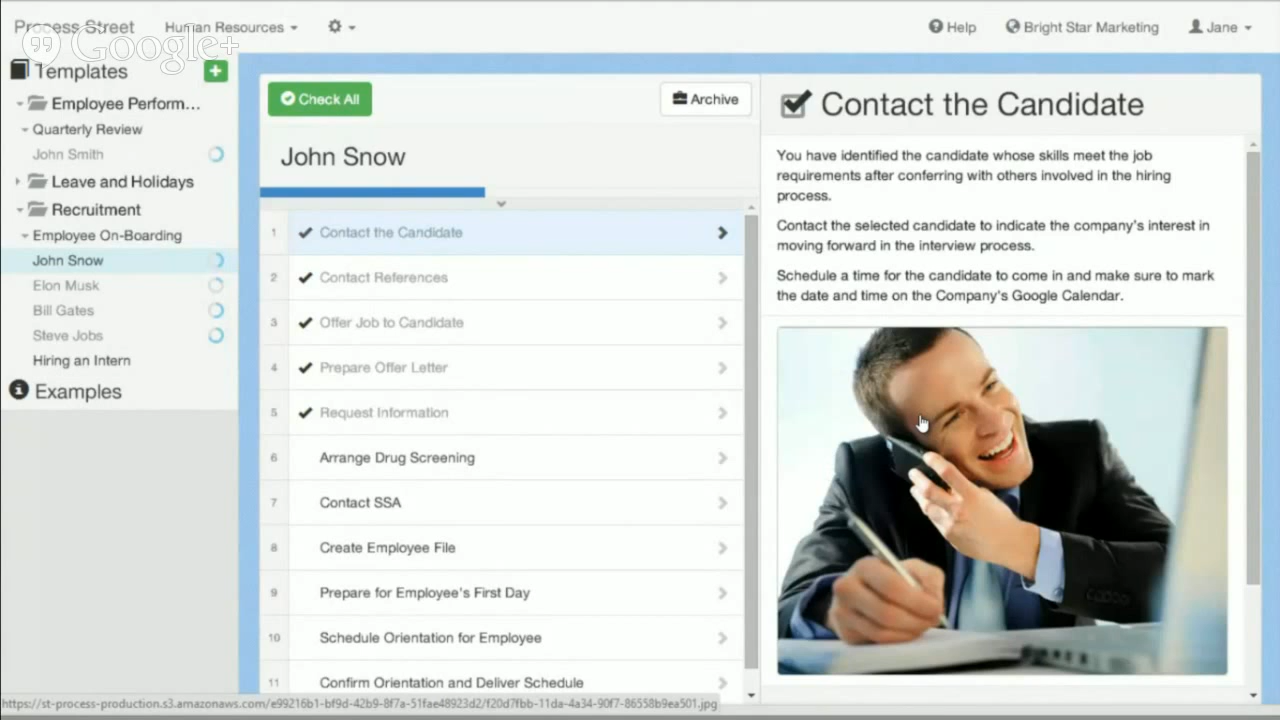 Process Street
Human Resources
Help
Bright Star Marketing
Jane
Google+
Templates
Employee Perform...
Quarterly Review
John Smith
Leave and Holidays
Recruitment
Employee On-Boarding
John Snow
Elon Musk
Bill Gates
Steve Jobs
Hiring an Intern
Examples
Check All
Archive
John Snow
1 Contact the Candidate
2 Contact References
3 Offer Job to Candidate
4 Prepare Offer Letter
5 Request Information
6 Arrange Drug Screening
7 Contact SSA
8 Create Employee File
9 Prepare for Employee's First Day
10 Schedule Orientation for Employee
11 Confirm Orientation and Deliver Schedule
Contact the Candidate
You have identified the candidate whose skills meet the job
requirements after conferring with others involved in the hiring
process.
Contact the selected candidate to indicate the company's interest in
moving forward in the interview process.
Schedule a time for the candidate to come in and make sure to mark
the date and time on the Company's Google Calendar.
https://st-process-production.s3.amazonaws.com/e99216b1-bf9d-42b9-8f7a-51fae48923d2/f20d7fbb-11da-4a34-90f7-86558b9ea501.jpg